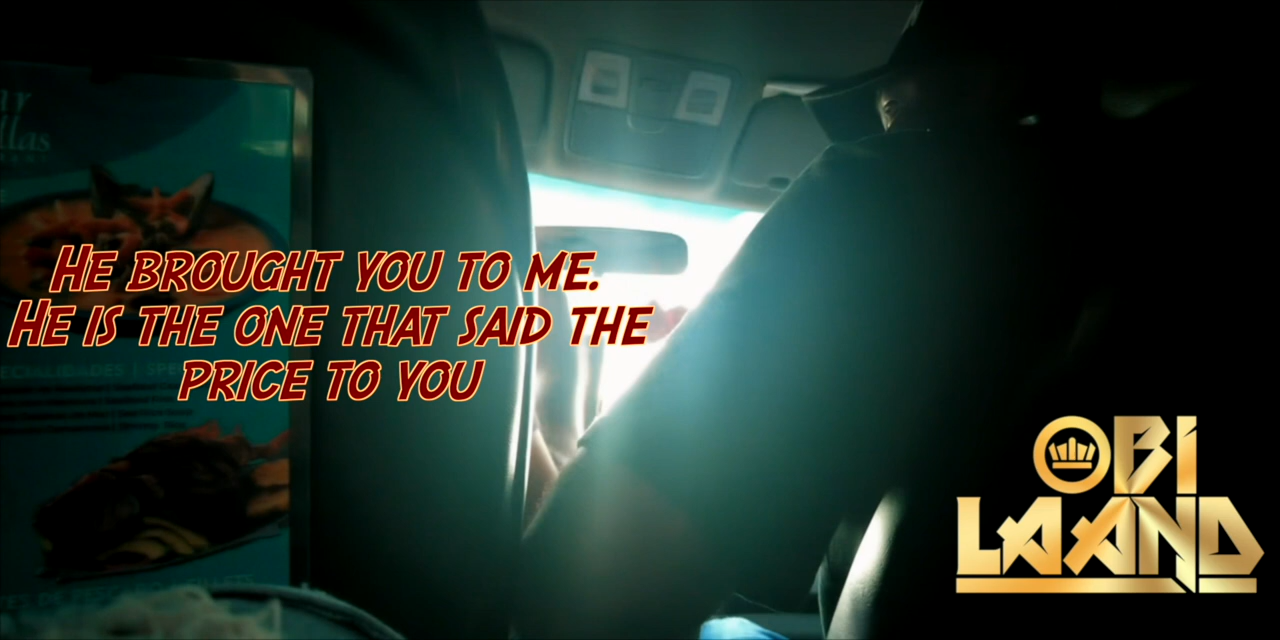 HE BROUGHT YOU TO ME.
HE IS THE ONE THAT SAID THE
PRICE TO YOU
OBI
LAAND